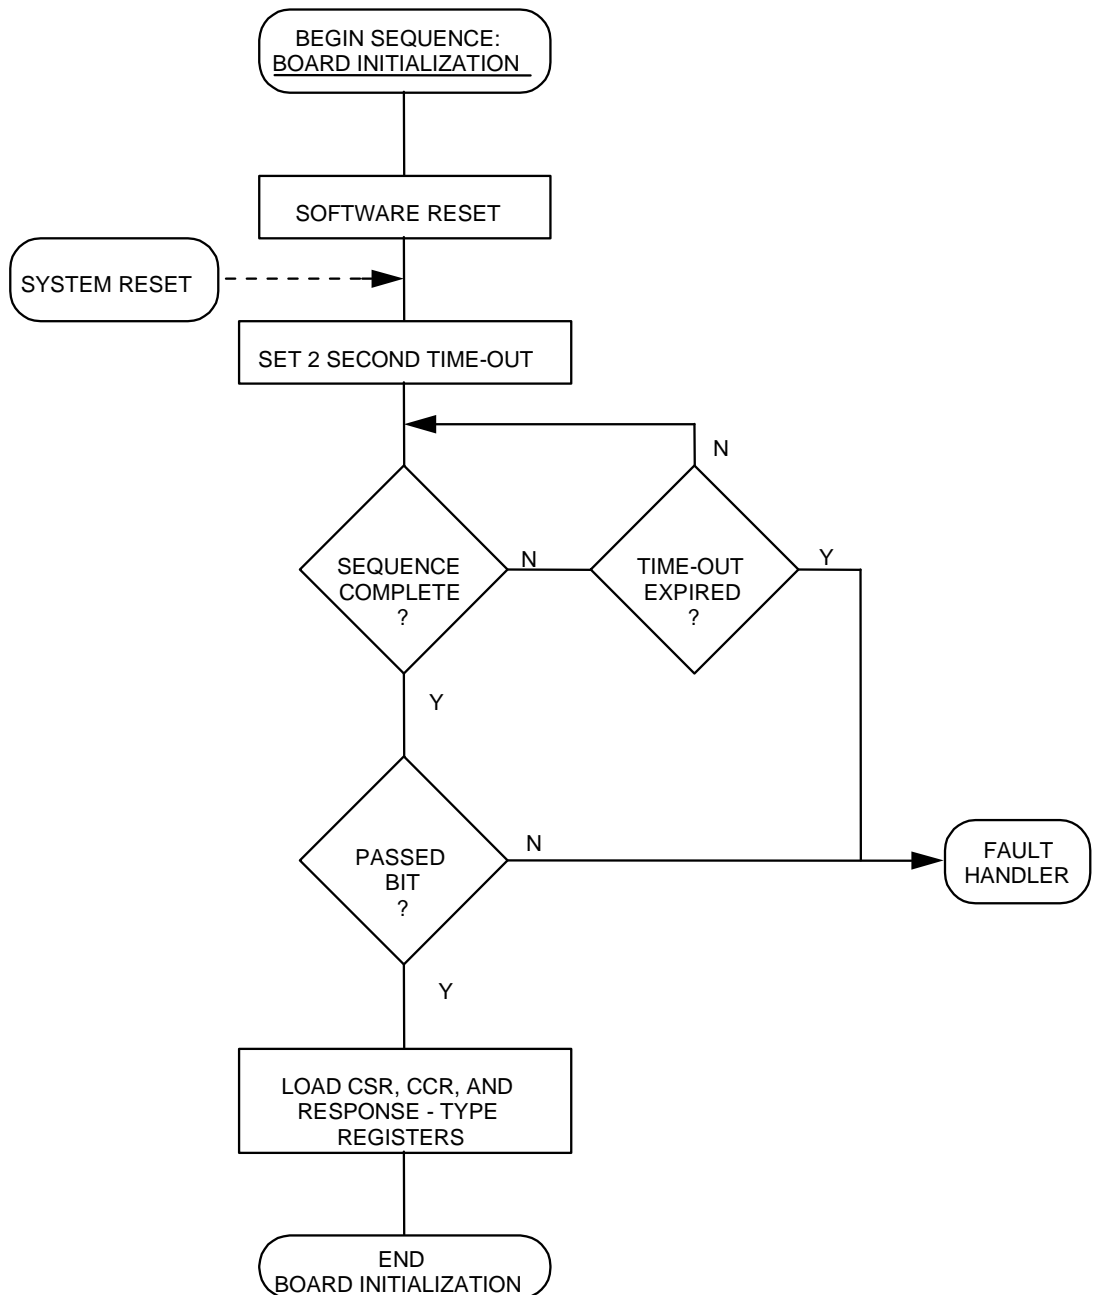 BEGIN SEQUENCE:
BOARD INITIALIZATION
SOFTWARE RESET
SYSTEM RESET
SET 2 SECOND TIME-OUT
N
SEQUENCE
COMPLETE
?
N
TIME-OUT
EXPIRED
?
Y
Y
PASSED
BIT
?
N
FAULT
HANDLER
Y
LOAD CSR, CCR, AND
RESPONSE - TYPE
REGISTERS
END
BOARD INITIALIZATION